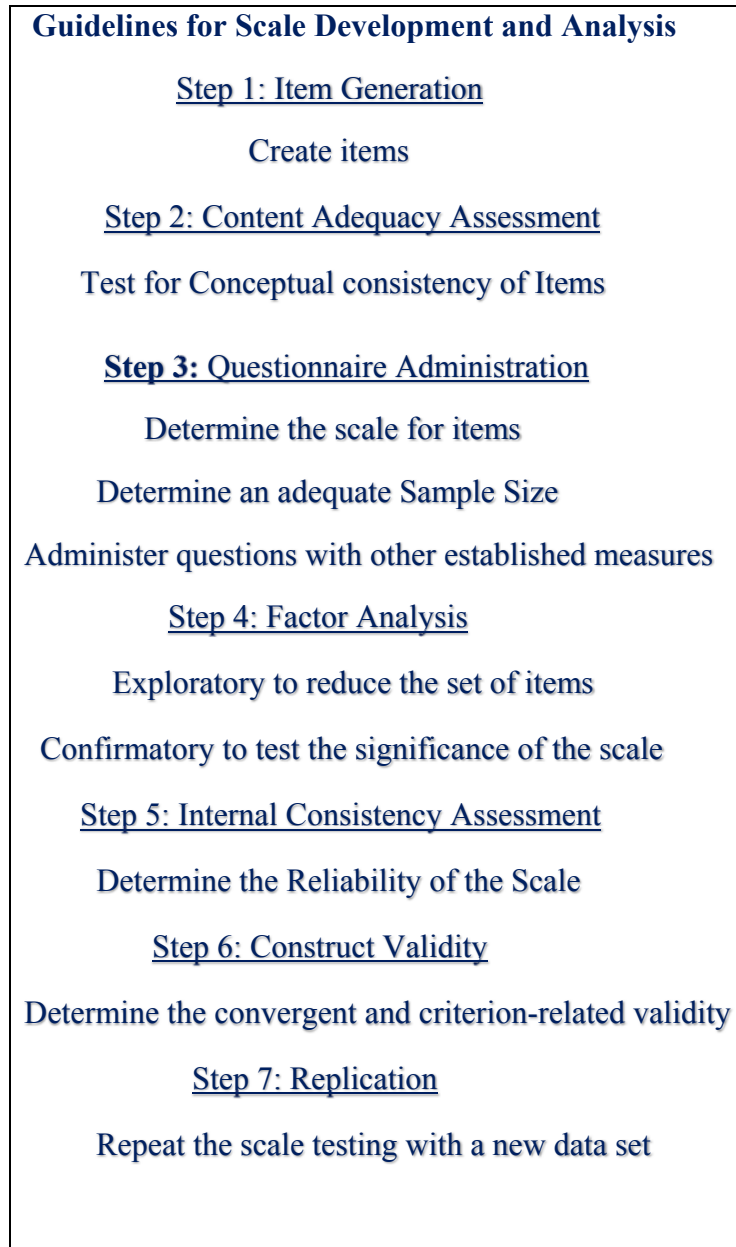 Guidelines for Scale Development and Analysis
Step 1: Item Generation
Create items
Step 2: Content Adequacy Assessment
Test for Conceptual consistency of Items
Step 3: Questionnaire Administration
Determine the scale for items
Determine an adequate Sample Size
Administer questions with other established measures
Step 4: Factor Analysis
Exploratory to reduce the set of items
Confirmatory to test the significance of the scale
Step 5: Internal Consistency Assessment
Determine the Reliability of the Scale
Step 6: Construct Validity
Determine the convergent and criterion-related validity
Step 7: Replication
Repeat the scale testing with a new data set